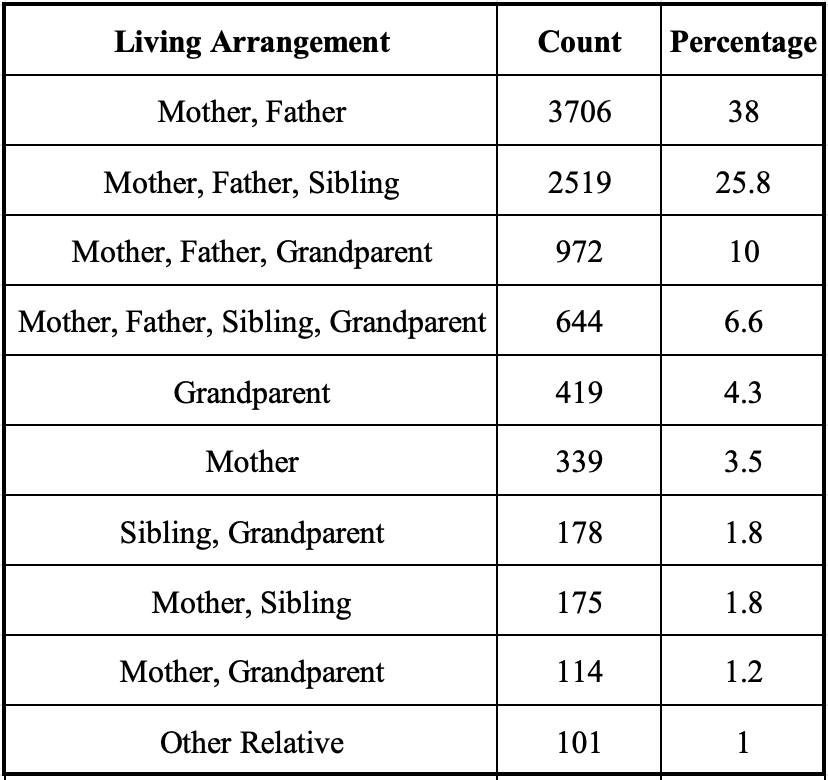 Living Arrangement Count Percentage
Mother, Father 3706 38
Mother, Father, Sibling 2519 25.8
Mother, Father, Grandparent 972 10
Mother, Father, Sibling, Grandparent 644 6.6
Grandparent 419 4.3
Mother 339 3.5
Sibling, Grandparent 178 1.8
Mother, Sibling 175 1.8
Mother, Grandparent 114 1.2
Other Relative 101 1